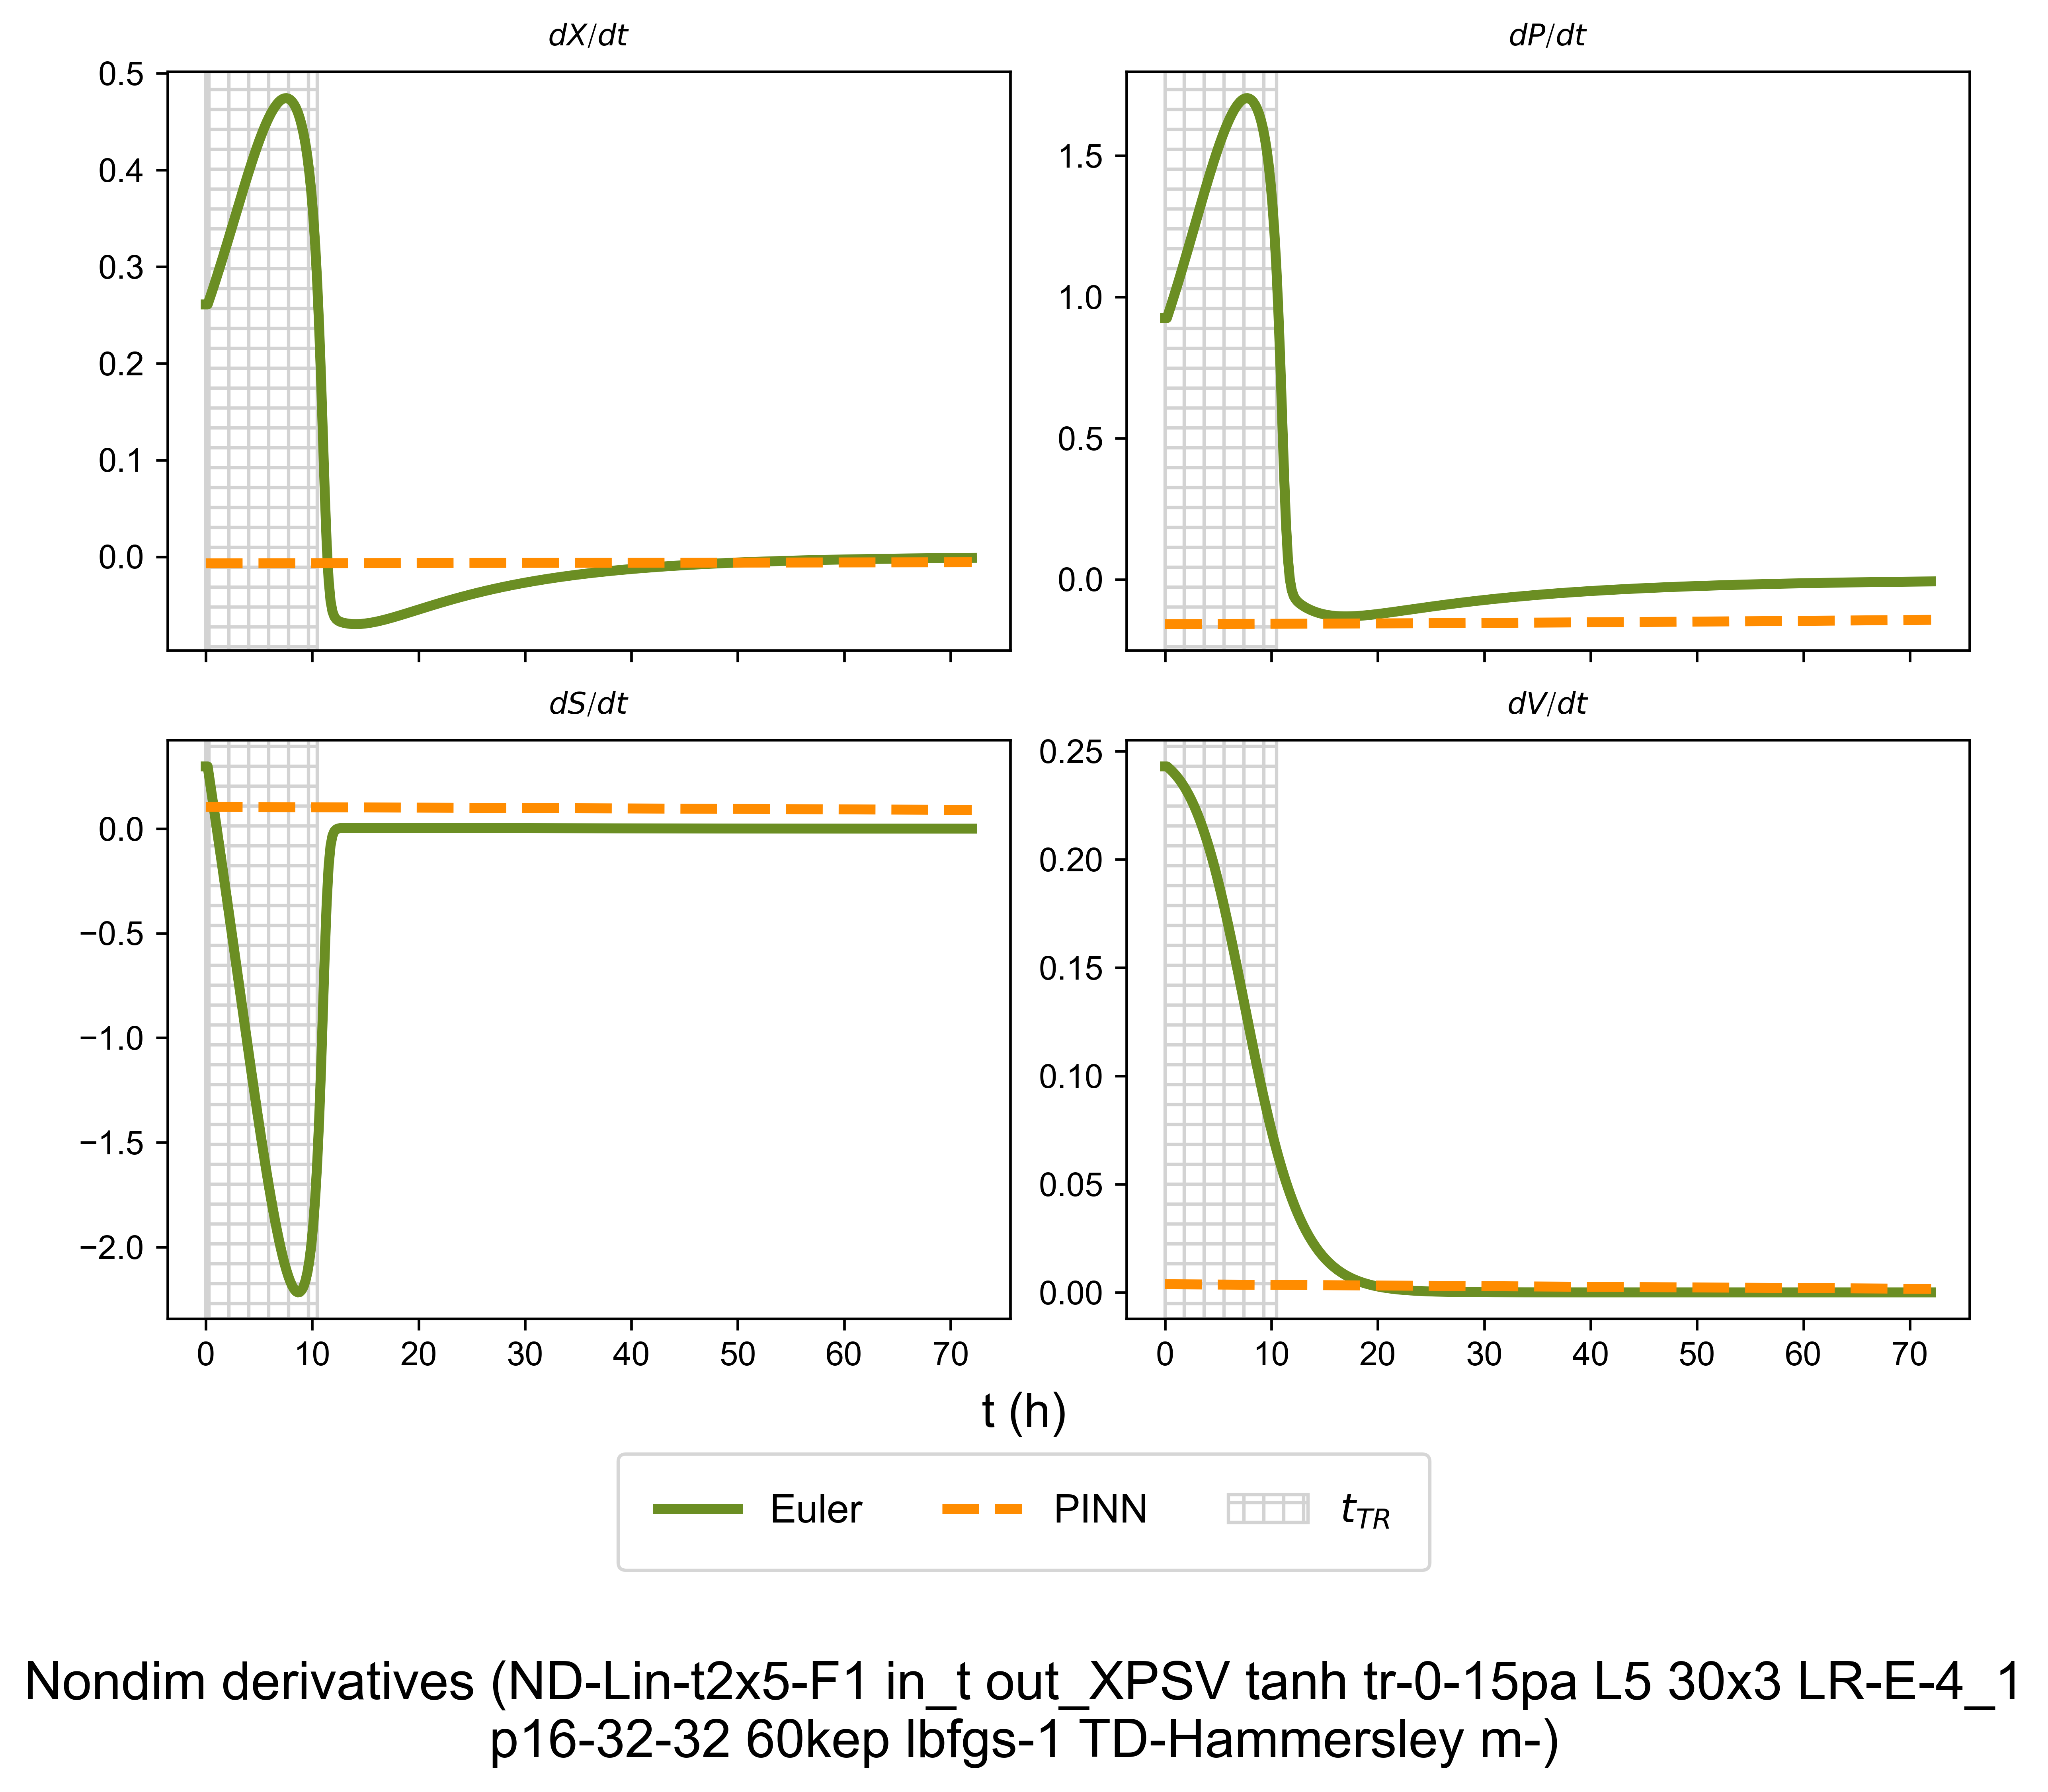 dX/dt
dP/dt
0.5
0.4
0.3
0.2
0.1
0.0
1.5
1.0
0.5
0.0
dS/dt
dV/dt
0.0
−0.5
−1.0
−1.5
−2.0
0 10 20 30 40 50 60 70
0.25
0.20
0.15
0.10
0.05
0.00
0 10 20 30 40 50 60 70
t (h)
Euler PINN t_{TR}
Nondim derivatives (ND-Lin-t2x5-F1 in_t out_XPSV tanh tr-0-15pa L5 30x3 LR-E-4_1
p16-32-32 60kep lbfgs-1 TD-Hammersley m-)